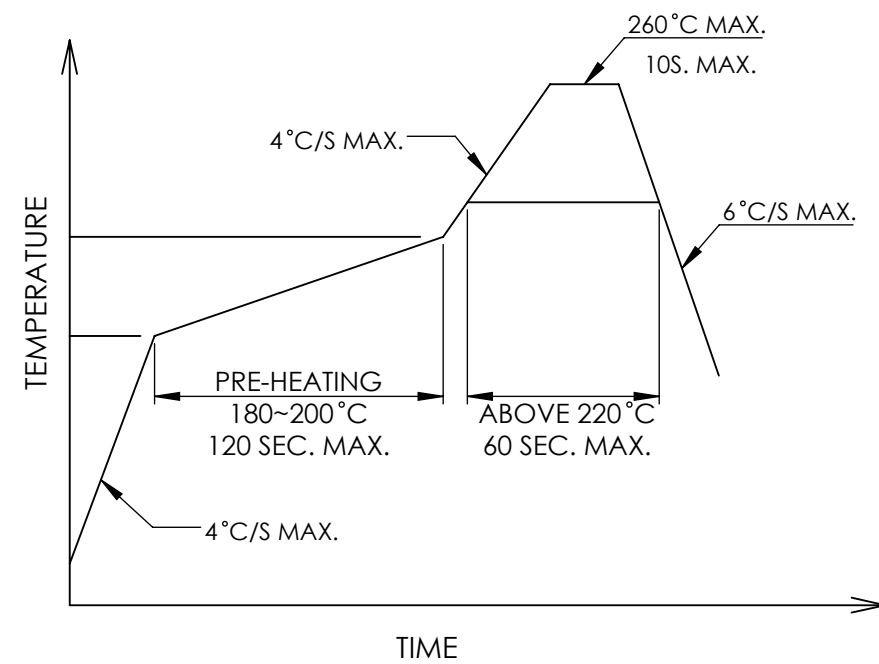 260°C MAX.
10S. MAX.
4°C/S MAX.
6°C/S MAX.
TEMPERATURE
PRE-HEATING
180~200°C
120 SEC. MAX.
ABOVE 220°C
60 SEC. MAX.
4°C/S MAX.
TIME